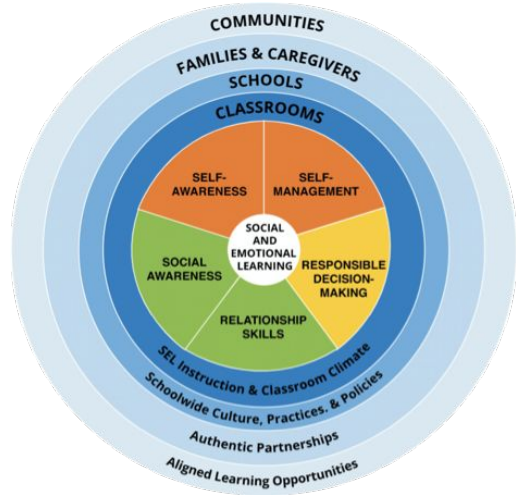 COMMUNITIES
FAMILIES & CAREGIVERS
SCHOOLS
CLASSROOMS
SELF-
AWARENESS
SELF-
MANAGEMENT
SOCIAL
AND
EMOTIONAL
LEARNING
SOCIAL
AWARENESS
RESPONSIBLE
DECISION-
MAKING
RELATIONSHIP
SKILLS
SEL Instruction & Classroom Climate
Schoolwide Culture, Practices. & Policies
Authentic Partnerships
Aligned Learning Opportunities